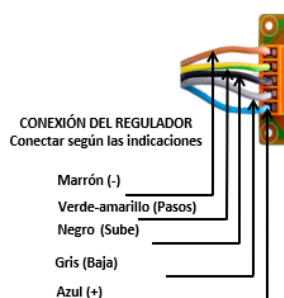 CONEXIÓN DEL REGULADOR
Conectar según las indicaciones
Marrón (-)
Verde-amarillo (Pasos)
Negro (Sube)
Gris (Baja)
Azul (+)